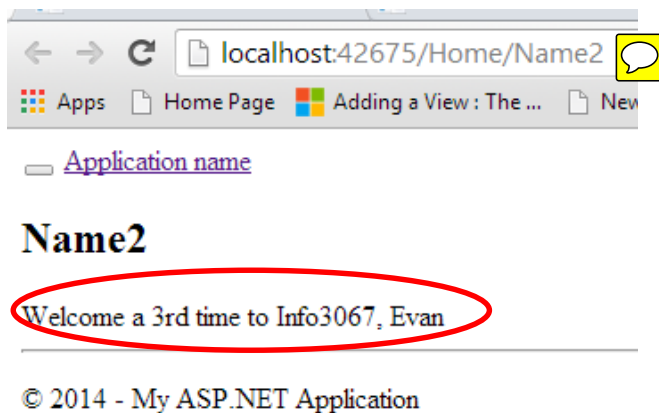 localhost:42675/Home/Name2
Apps Home Page Adding a View : The ... New
Application name
Name2
Welcome a 3rd time to Info3067, Evan
© 2014 - My ASP.NET Application